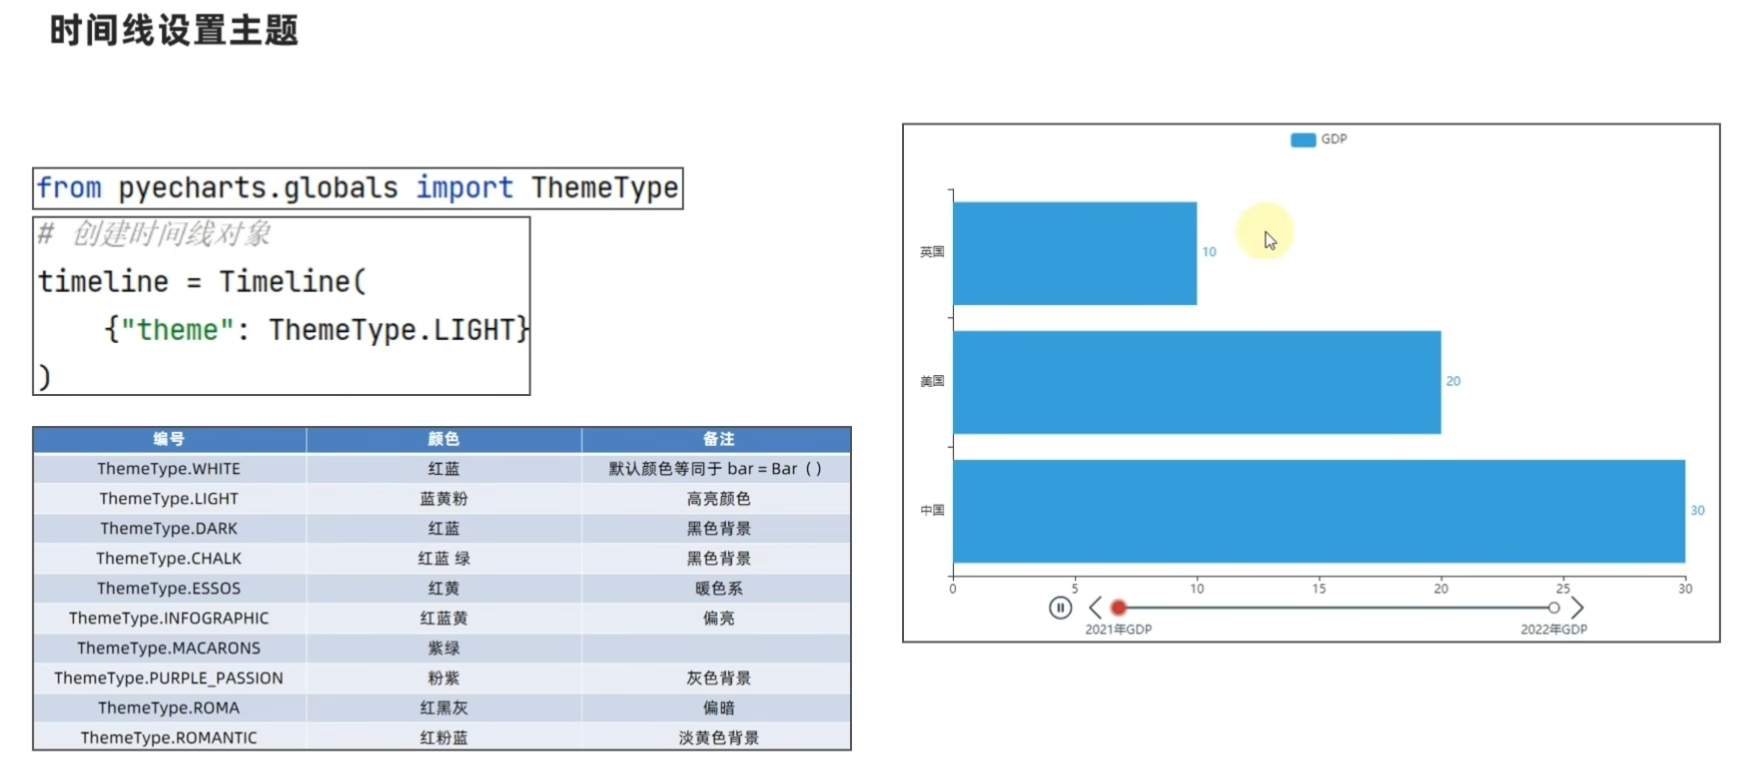 时间线设置主题
from pyecharts.globals import ThemeType
# 创建时间线对象
timeline = Timeline(
{"theme": ThemeType.LIGHT}
)
编号 颜色 备注
ThemeType.WHITE 红蓝 默认颜色等同于 bar = Bar（）
ThemeType.LIGHT 蓝黄粉 高亮颜色
ThemeType.DARK 红蓝 黑色背景
ThemeType.CHALK 红蓝 绿 黑色背景
ThemeType.ESSOS 红黄 暖色系
ThemeType.INFOGRAPHIC 红蓝黄 偏亮
ThemeType.MACARONS 紫绿
ThemeType.PURPLE_PASSION 粉紫 灰色背景
ThemeType.ROMA 红黑灰 偏暗
ThemeType.ROMANTIC 红粉蓝 淡黄色背景
GDP
英国 10
美国 20
中国 30
0 5 10 15 20 25 30
2021年GDP 2022年GDP